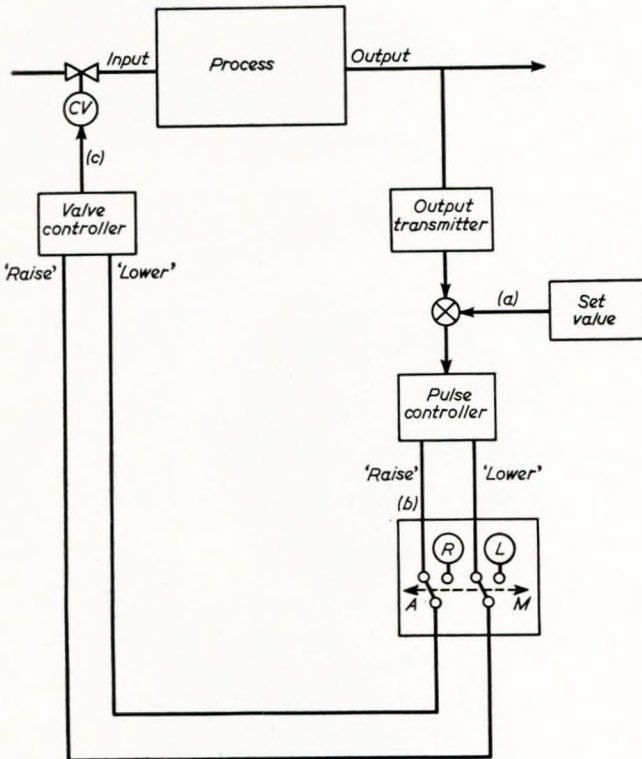 Input
Process
Output
CV
(c)
Valve
controller
Output
transmitter
'Raise'
'Lower'
(a)
Set
value
Pulse
controller
'Raise'
'Lower'
(b)
R
L
A
M